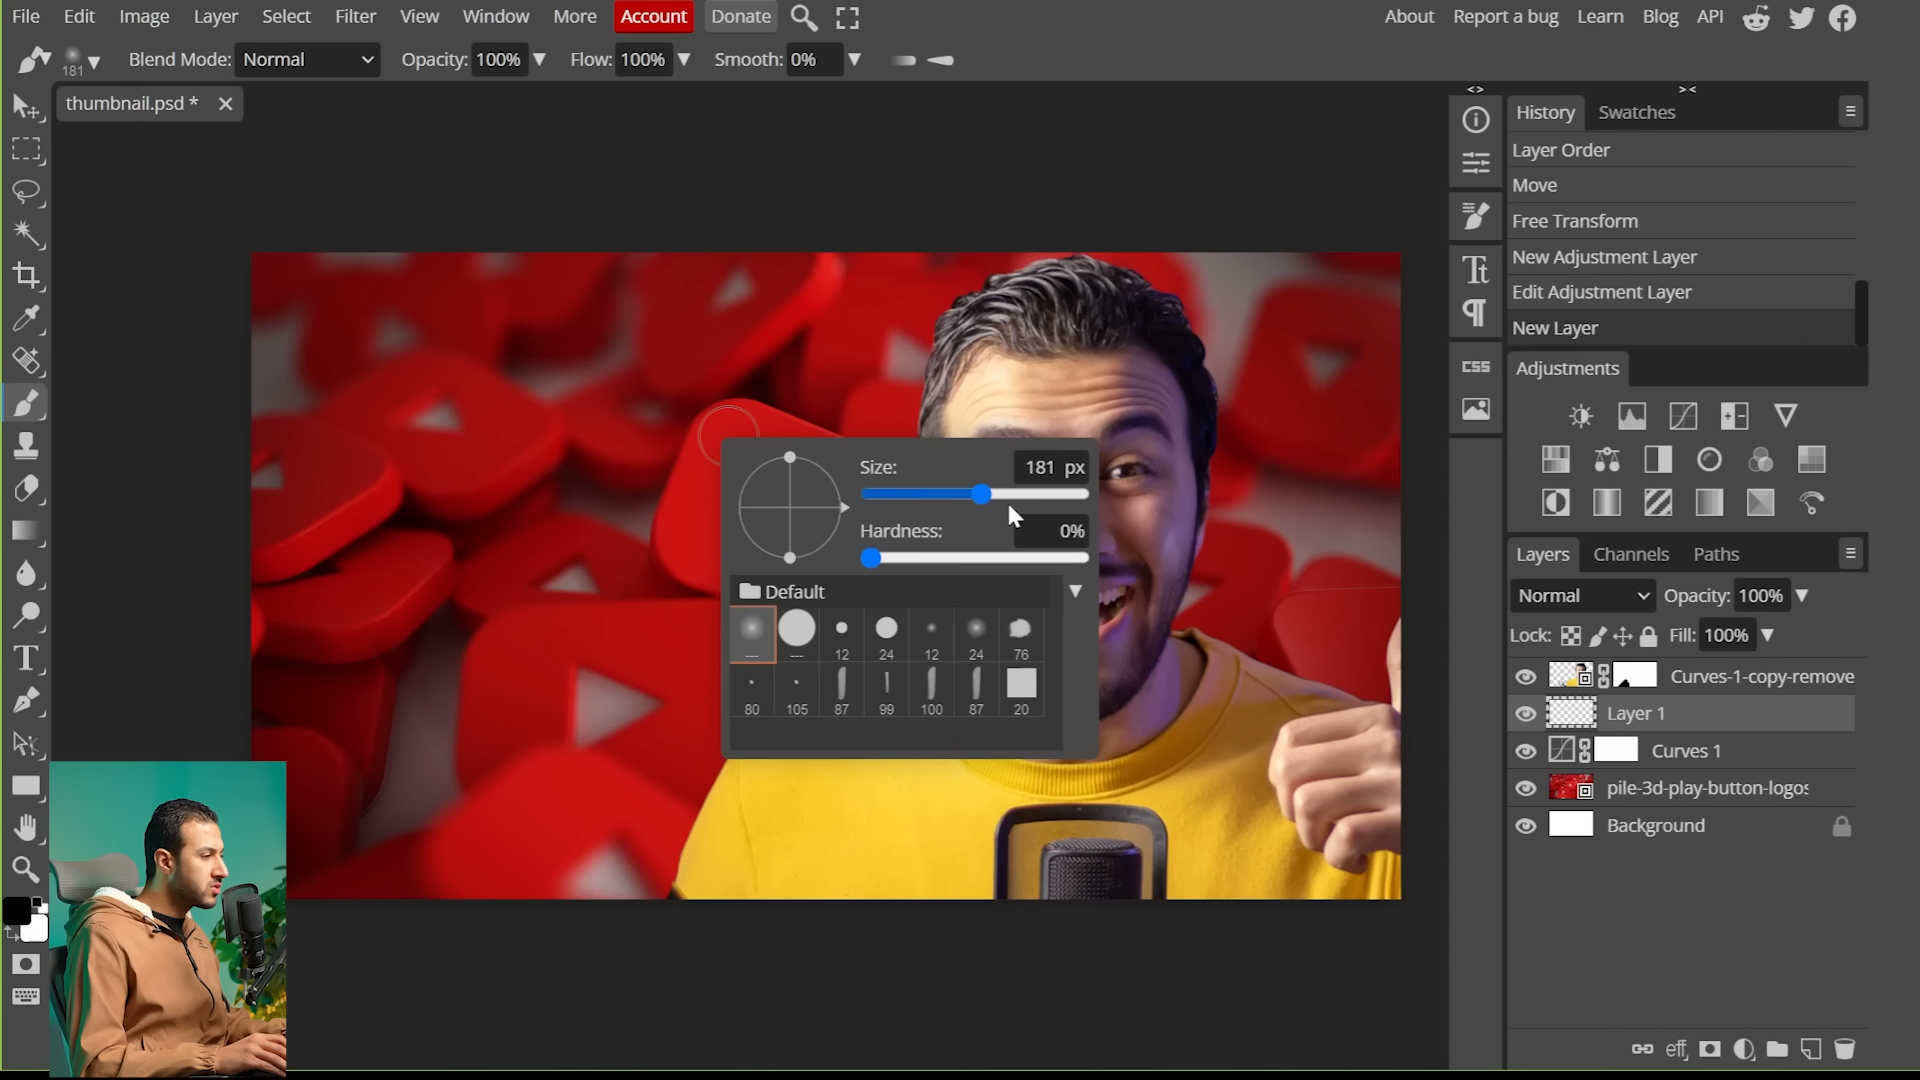 File Edit Image Layer Select Filter View Window More Account Donate
About Report a bug Learn Blog API
181 Blend Mode: Normal Opacity: 100% Flow: 100% Smooth: 0%
thumbnail.psd *
History Swatches
Layer Order
Move
Free Transform
New Adjustment Layer
Edit Adjustment Layer
New Layer
CSS
Adjustments
Size: 181 px
Hardness: 0%
Default
--- --- 12 24 12 24 76
80 105 87 99 100 87 20
Layers Channels Paths
Normal Opacity: 100%
Lock: Fill: 100%
Curves-1-copy-remove
Layer 1
Curves 1
pile-3d-play-button-logos
Background
eff